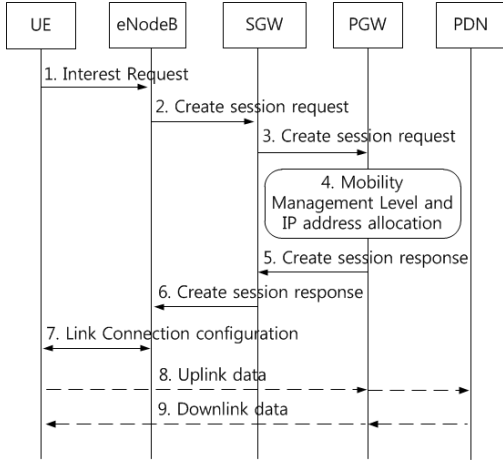 UE eNodeB SGW PGW PDN
1. Interest Request
2. Create session request
3. Create session request
4. Mobility
Management Level and
IP address allocation
5. Create session response
6. Create session response
7. Link Connection configuration
8. Uplink data
9. Downlink data